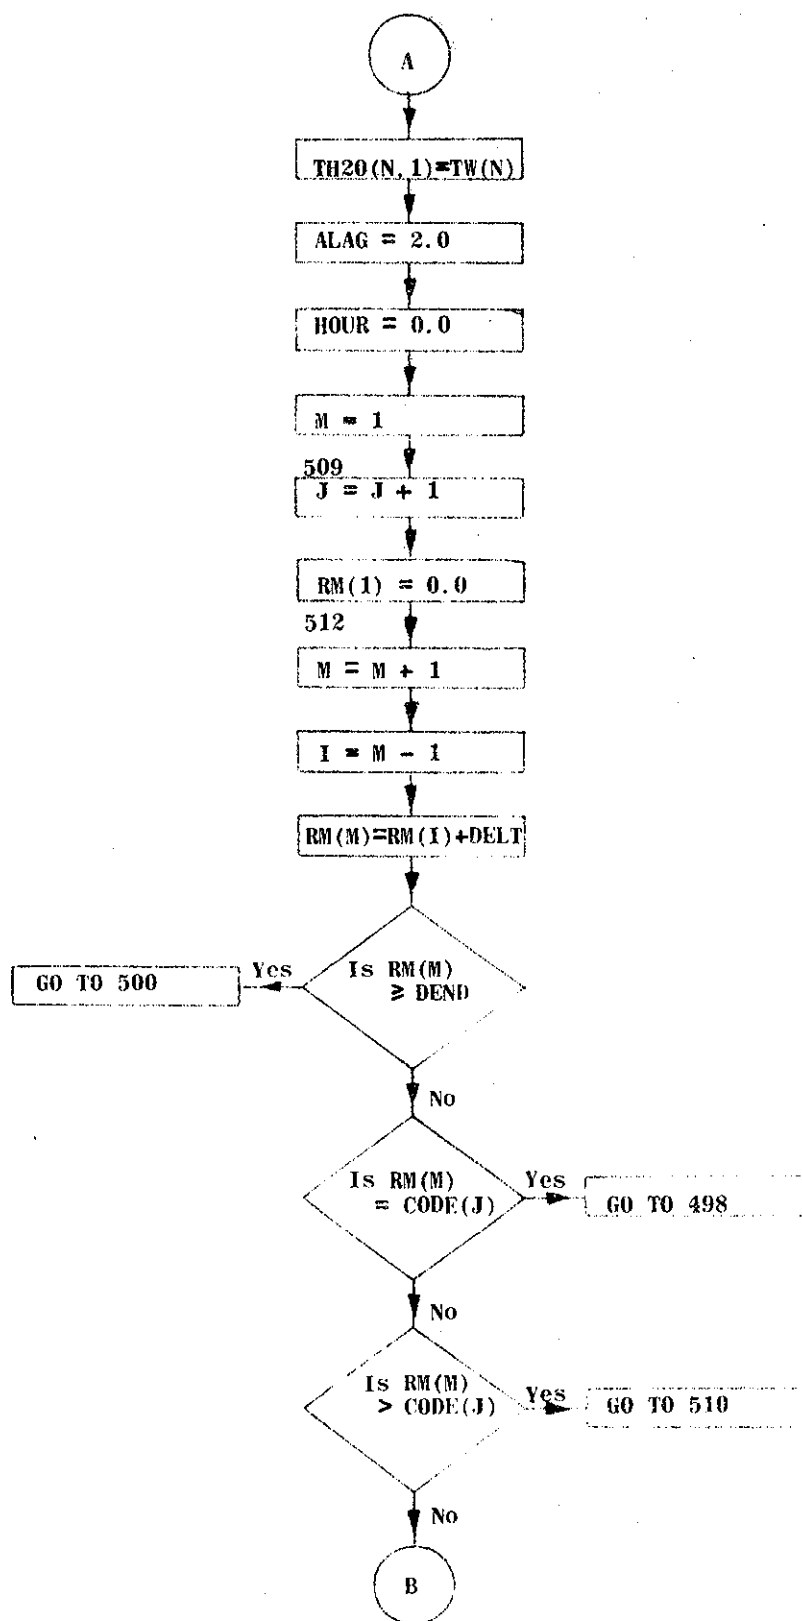 A
TH20(N,1)=TW(N)
ALAG = 2.0
HOUR = 0.0
M = 1
509
J = J + 1
RM(1) = 0.0
512
M = M + 1
I = M - 1
RM(M)=RM(I)+DELT
Is RM(M)
≥ DEND
Yes
GO TO 500
No
Is RM(M)
= CODE(J)
Yes
GO TO 498
No
Is RM(M)
> CODE(J)
Yes
GO TO 510
No
B